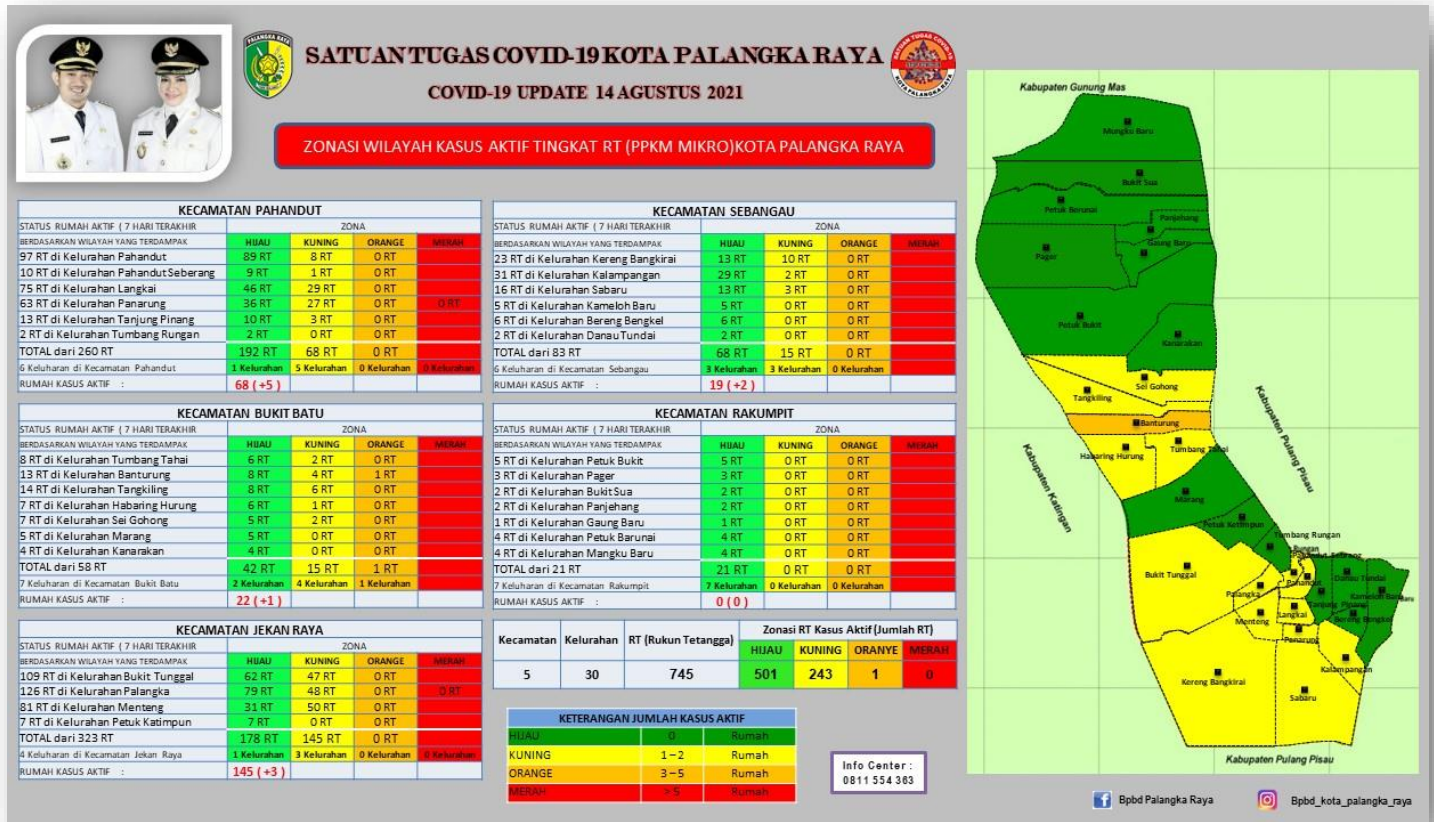 SATUAN TUGAS COVID-19 KOTA PALANGKA RAYA
COVID-19 UPDATE 14 AGUSTUS 2021
ZONASI WILAYAH KASUS AKTIF TINGKAT RT (PPKM MIKRO)KOTA PALANGKA RAYA
KECAMATAN PAHANDUT
STATUS RUMAH AKTIF ( 7 HARI TERAKHIR ZONA
BERDASARKAN WILAYAH YANG TERDAMPAK HIJAU KUNING ORANGE MERAH
97 RT di Kelurahan Pahandut 89 RT 8 RT 0 RT
10 RT di Kelurahan Pahandut Seberang 9 RT 1 RT 0 RT
75 RT di Kelurahan Langkai 46 RT 29 RT 0 RT
63 RT di Kelurahan Panarung 36 RT 27 RT 0 RT 0 RT
13 RT di Kelurahan Tanjung Pinang 10 RT 3 RT 0 RT
2 RT di Kelurahan Tumbang Rungan 2 RT 0 RT 0 RT
TOTAL dari 260 RT 192 RT 68 RT 0 RT
6 Keluharan di Kecamatan Pahandut 1 Kelurahan 5 Kelurahan 0 Kelurahan 0 Kelurahan
RUMAH KASUS AKTIF : 68 ( +5 )
KECAMATAN BUKIT BATU
STATUS RUMAH AKTIF ( 7 HARI TERAKHIR ZONA
BERDASARKAN WILAYAH YANG TERDAMPAK HIJAU KUNING ORANGE MERAH
8 RT di Kelurahan Tumbang Tahai 6 RT 2 RT 0 RT
13 RT di Kelurahan Banturung 8 RT 4 RT 1 RT
14 RT di Kelurahan Tangkiling 8 RT 6 RT 0 RT
7 RT di Kelurahan Habaring Hurung 6 RT 1 RT 0 RT
7 RT di Kelurahan Sei Gohong 5 RT 2 RT 0 RT
5 RT di Kelurahan Marang 5 RT 0 RT 0 RT
4 RT di Kelurahan Kanarakan 4 RT 0 RT 0 RT
TOTAL dari 58 RT 42 RT 15 RT 1 RT
7 Keluharan di Kecamatan Bukit Batu 2 Kelurahan 4 Kelurahan 1 Kelurahan
RUMAH KASUS AKTIF : 22 ( +1 )
KECAMATAN JEKAN RAYA
STATUS RUMAH AKTIF ( 7 HARI TERAKHIR ZONA
BERDASARKAN WILAYAH YANG TERDAMPAK HIJAU KUNING ORANGE MERAH
109 RT di Kelurahan Bukit Tunggal 62 RT 47 RT 0 RT
126 RT di Kelurahan Palangka 79 RT 48 RT 0 RT 0 RT
81 RT di Kelurahan Menteng 31 RT 50 RT 0 RT
7 RT di Kelurahan Petuk Katimpun 7 RT 0 RT 0 RT
TOTAL dari 323 RT 178 RT 145 RT 0 RT
4 Keluharan di Kecamatan Jekan Raya 1 Kelurahan 3 Kelurahan 0 Kelurahan 0 Kelurahan
RUMAH KASUS AKTIF : 145 ( +3 )
KECAMATAN SEBANGAU
STATUS RUMAH AKTIF ( 7 HARI TERAKHIR ZONA
BERDASARKAN WILAYAH YANG TERDAMPAK HIJAU KUNING ORANGE MERAH
23 RT di Kelurahan Kereng Bangkirai 13 RT 10 RT 0 RT
31 RT di Kelurahan Kalampangan 29 RT 2 RT 0 RT
16 RT di Kelurahan Sabaru 13 RT 3 RT 0 RT
5 RT di Kelurahan Kameloh Baru 5 RT 0 RT 0 RT
6 RT di Kelurahan Bereng Bengkel 6 RT 0 RT 0 RT
2 RT di Kelurahan Danau Tundai 2 RT 0 RT 0 RT
TOTAL dari 83 RT 68 RT 15 RT 0 RT
6 Keluharan di Kecamatan Sebangau 3 Kelurahan 3 Kelurahan 0 Kelurahan
RUMAH KASUS AKTIF : 19 ( +2 )
KECAMATAN RAKUMPIT
STATUS RUMAH AKTIF ( 7 HARI TERAKHIR ZONA
BERDASARKAN WILAYAH YANG TERDAMPAK HIJAU KUNING ORANGE MERAH
5 RT di Kelurahan Petuk Bukit 5 RT 0 RT 0 RT
3 RT di Kelurahan Pager 3 RT 0 RT 0 RT
2 RT di Kelurahan Bukit Sua 2 RT 0 RT 0 RT
2 RT di Kelurahan Panjehang 2 RT 0 RT 0 RT
1 RT di Kelurahan Gaung Baru 1 RT 0 RT 0 RT
4 RT di Kelurahan Petuk Barunai 4 RT 0 RT 0 RT
4 RT di Kelurahan Mangku Baru 4 RT 0 RT 0 RT
TOTAL dari 21 RT 21 RT 0 RT 0 RT
7 Keluharan di Kecamatan Rakumpit 7 Kelurahan 0 Kelurahan 0 Kelurahan
RUMAH KASUS AKTIF : 0 ( 0 )
Kecamatan Kelurahan RT (Rukun Tetangga) Zonasi RT Kasus Aktif (Jumlah RT)
HIJAU KUNING ORANYE MERAH
5 30 745 501 243 1 0
KETERANGAN JUMLAH KASUS AKTIF
HIJAU 0 Rumah
KUNING 1 – 2 Rumah
ORANGE 3 – 5 Rumah
MERAH > 5 Rumah
Info Center :
0811 554 363
Kabupaten Gunung Mas
Mungku Baru
Bukit Sua
Petuk Berunai
Panjehang
Gaung Baru
Pager
Petuk Bukit
Kanarakan
Sei Gohong
Tangkiling
Banturung
Habaring Hurung
Tumbang Tahai
Kabupaten Pulang Pisau
Kabupaten Katingan
Marang
Petuk Ketimpun
Tumbang Rungan
Bukit Tunggal
Pahandut
Danau Tundai
Palangka
Kameloh Baru
Tanjung Pinang
Langkai
Menteng
Bereng Bengkel
Panarung
Kalampangan
Kereng Bangkirai
Sabaru
Kabupaten Pulang Pisau
Bpbd Palangka Raya
Bpbd_kota_palangka_raya